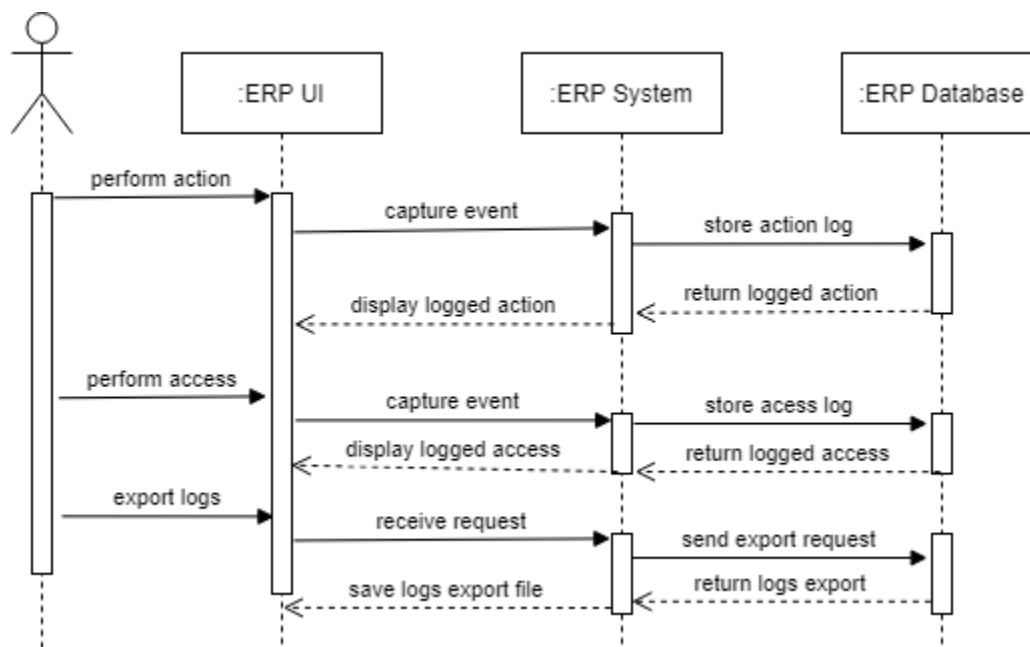 :ERP UI
:ERP System
:ERP Database
perform action
capture event
store action log
return logged action
display logged action
perform access
capture event
store acess log
display logged access
return logged access
export logs
receive request
send export request
return logs export
save logs export file